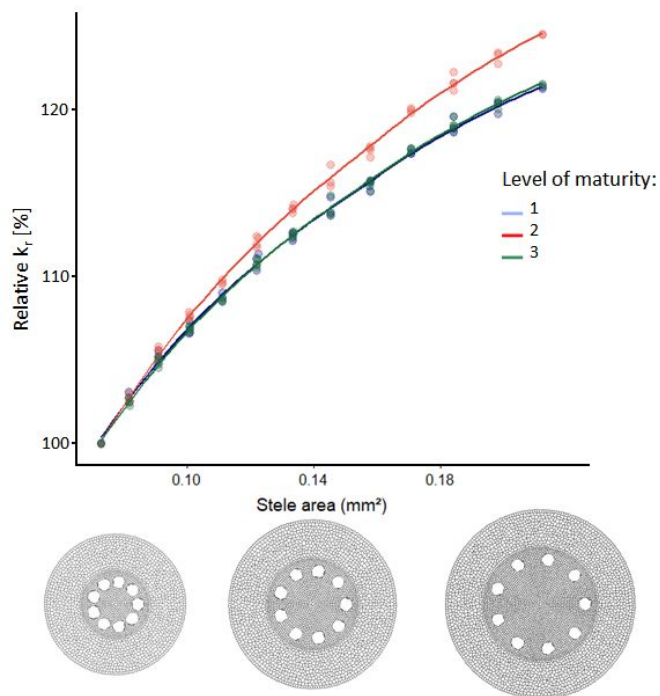 120
110
100
Relative kᵣ [%]
Level of maturity:
1
2
3
0.10 0.14 0.18
Stele area (mm²)